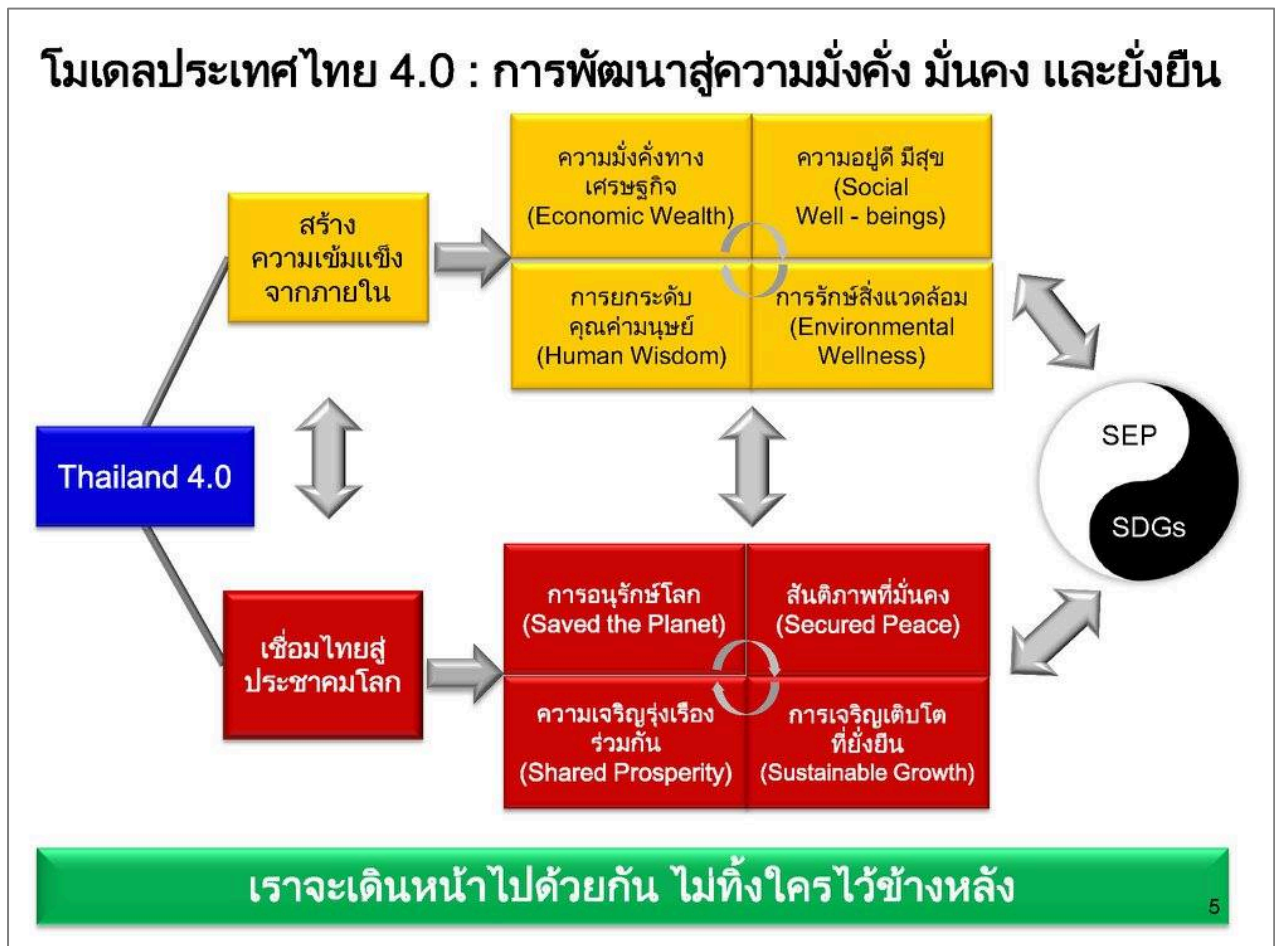 โมเดลประเทศไทย 4.0 : การพัฒนาสู่ความมั่งคั่ง มั่นคง และยั่งยืน
ความมั่งคั่งทาง
เศรษฐกิจ
(Economic Wealth)
ความอยู่ดี มีสุข
(Social
Well - beings)
สร้าง
ความเข้มแข็ง
จากภายใน
การยกระดับ
คุณค่ามนุษย์
(Human Wisdom)
การรักษ์สิ่งแวดล้อม
(Environmental
Wellness)
Thailand 4.0
SEP
SDGs
เชื่อมไทยสู่
ประชาคมโลก
การอนุรักษ์โลก
(Saved the Planet)
สันติภาพที่มั่นคง
(Secured Peace)
ความเจริญรุ่งเรือง
ร่วมกัน
(Shared Prosperity)
การเจริญเติบโต
ที่ยั่งยืน
(Sustainable Growth)
เราจะเดินหน้าไปด้วยกัน ไม่ทิ้งใครไว้ข้างหลัง
5